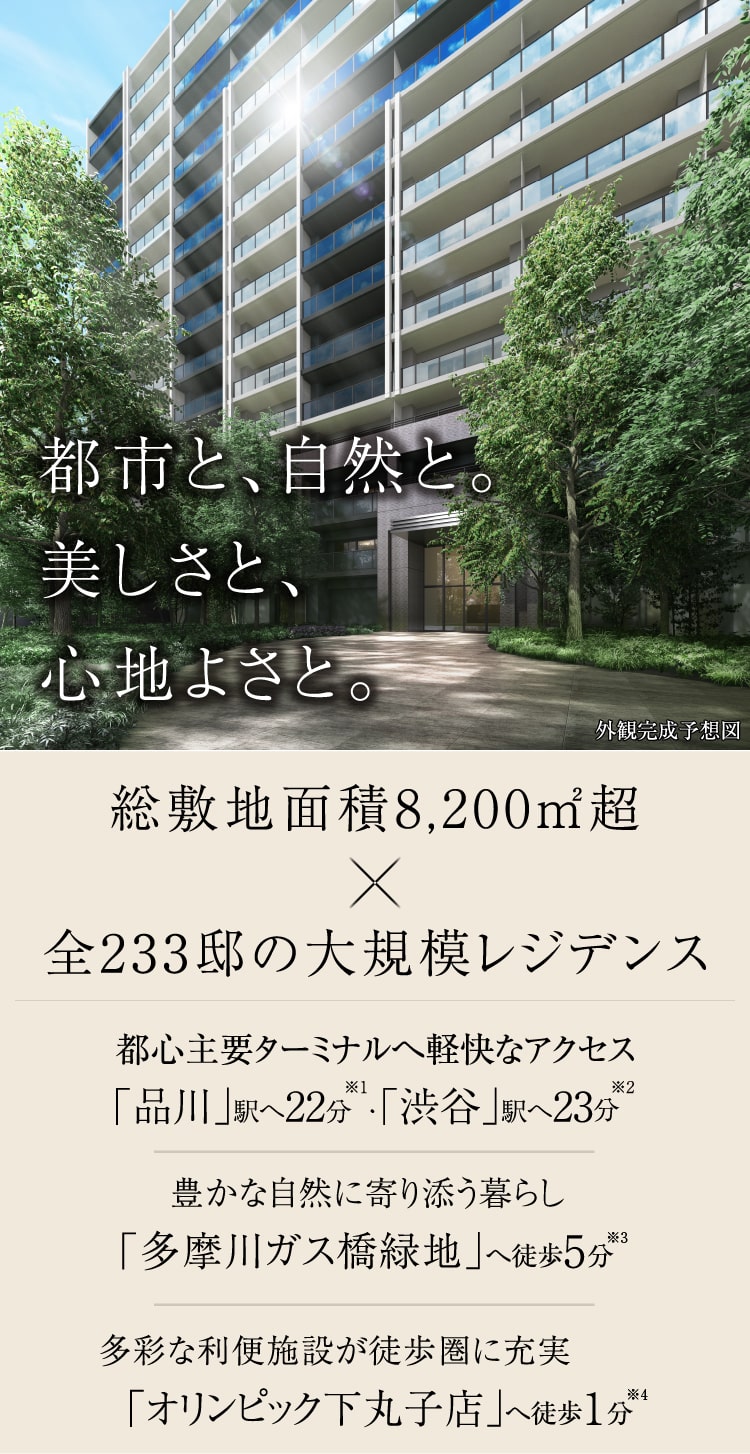 都市と、自然と。
美しさと、
心地よさと。
外観完成予想図
総敷地面積8,200㎡超
×
全233邸の大規模レジデンス
都心主要ターミナルへ軽快なアクセス
「品川」駅へ22分※1・「渋谷」駅へ23分※2
豊かな自然に寄り添う暮らし
「多摩川ガス橋緑地」へ徒歩5分※3
多彩な利便施設が徒歩圏に充実
「オリンピック下丸子店」へ徒歩1分※4